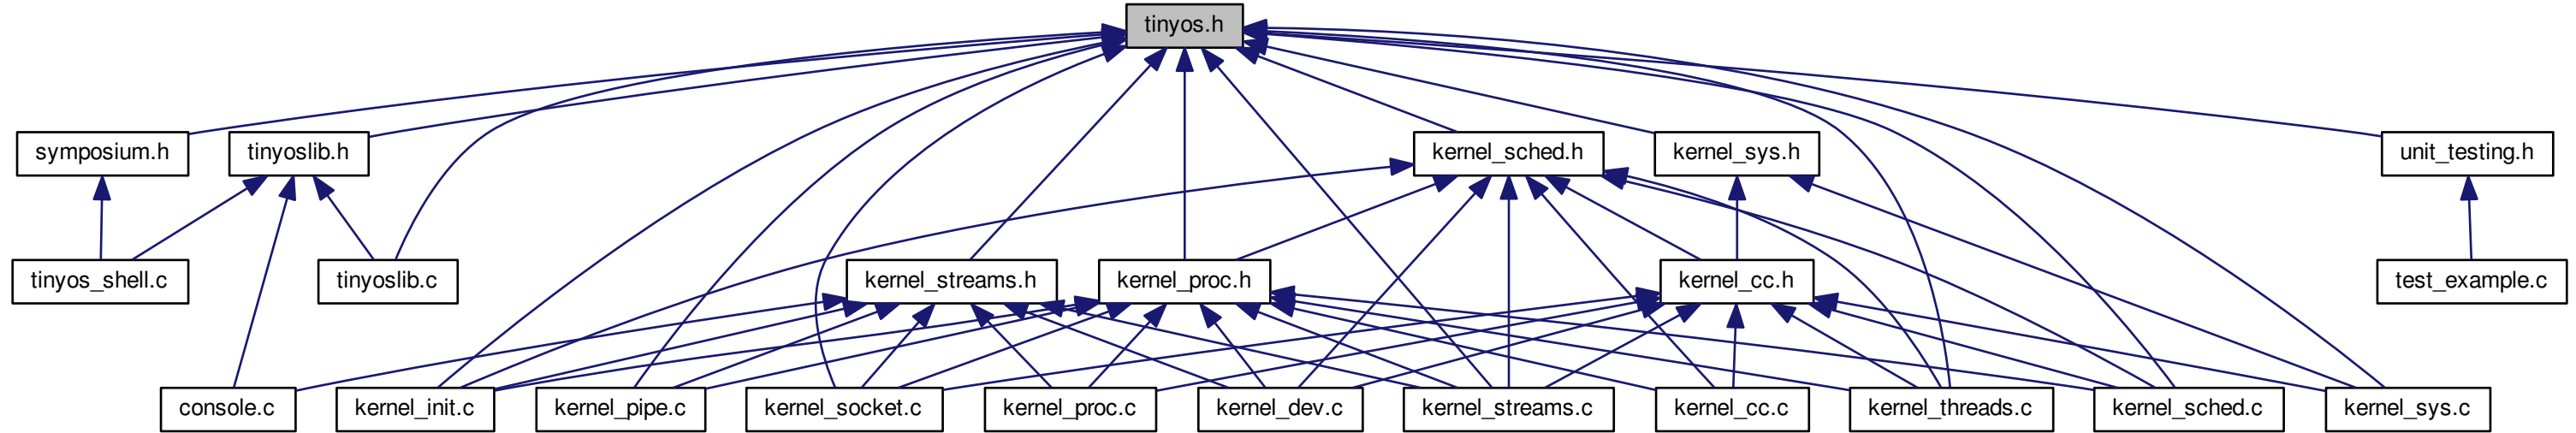 tinyos.h
symposium.h
tinyoslib.h
kernel_sched.h
kernel_sys.h
unit_testing.h
tinyos_shell.c
tinyoslib.c
kernel_streams.h
kernel_proc.h
kernel_cc.h
test_example.c
console.c
kernel_init.c
kernel_pipe.c
kernel_socket.c
kernel_proc.c
kernel_dev.c
kernel_streams.c
kernel_cc.c
kernel_threads.c
kernel_sched.c
kernel_sys.c